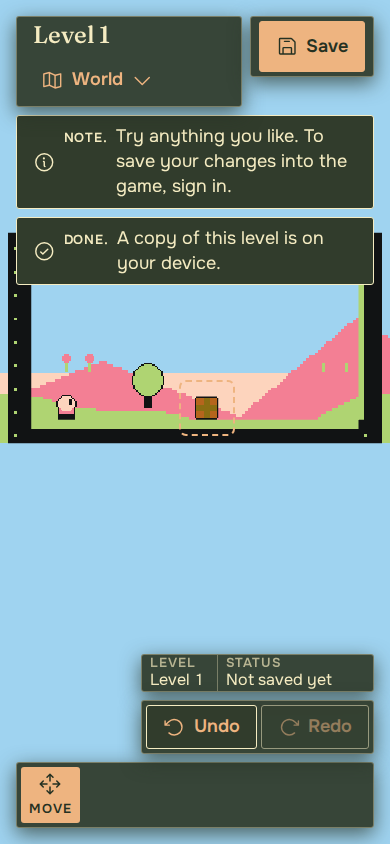 Level 1
World
Save
NOTE. Try anything you like. To
save your changes into the
game, sign in.
DONE. A copy of this level is on
your device.
LEVEL
Level 1
STATUS
Not saved yet
Undo
Redo
MOVE